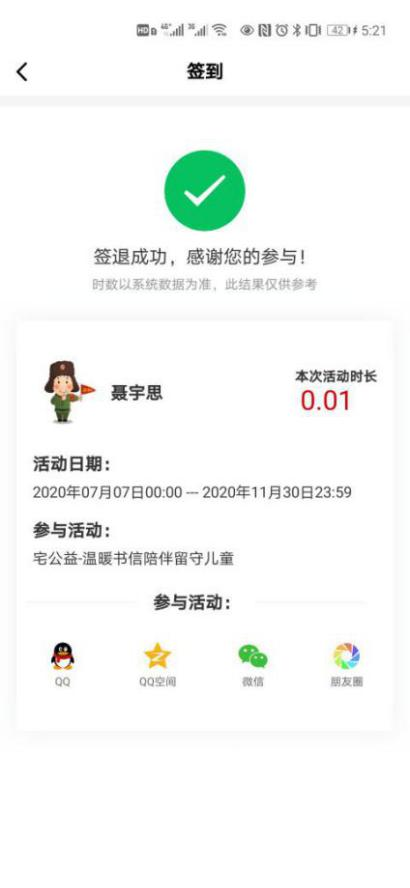 HD 4G 3G 42 5:21
签到
签退成功，感谢您的参与！
时数以系统数据为准，此结果仅供参考
聂宇思
本次活动时长
0.01
活动日期：
2020年07月07日00:00 --- 2020年11月30日23:59
参与活动：
宅公益-温暖书信陪伴留守儿童
参与活动：
QQ QQ空间 微信 朋友圈